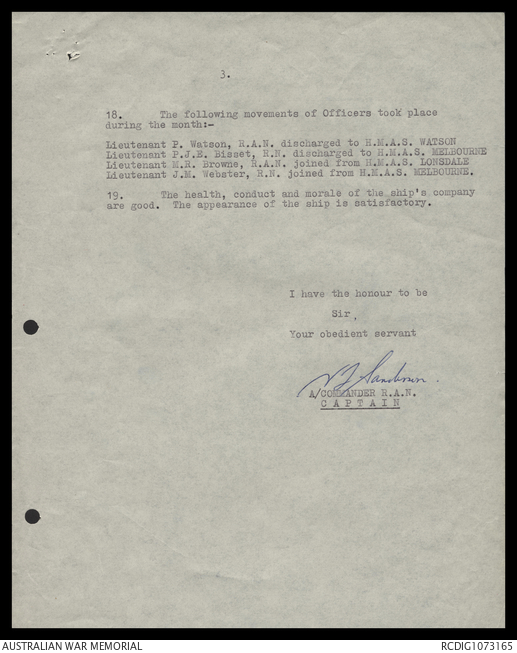 3.
18. The following movements of Officers took place
during the month:-
Lieutenant P. Watson, R.A.N. discharged to H.M.A.S. WATSON
Lieutenant P.J.E. Bisset, R.N. discharged to H.M.A.S. MELBOURNE
Lieutenant M.R. Browne, R.A.N. joined from H.M.A.S. LONSDALE
Lieutenant J.M. Webster, R.N. joined from H.M.A.S. MELBOURNE.
19. The health, conduct and morale of the ship's company
are good. The appearance of the ship is satisfactory.
I have the honour to be
Sir,
Your obedient servant
A/COMMANDER R.A.N.
C A P T A I N
AUSTRALIAN WAR MEMORIAL
RCDIG1073165